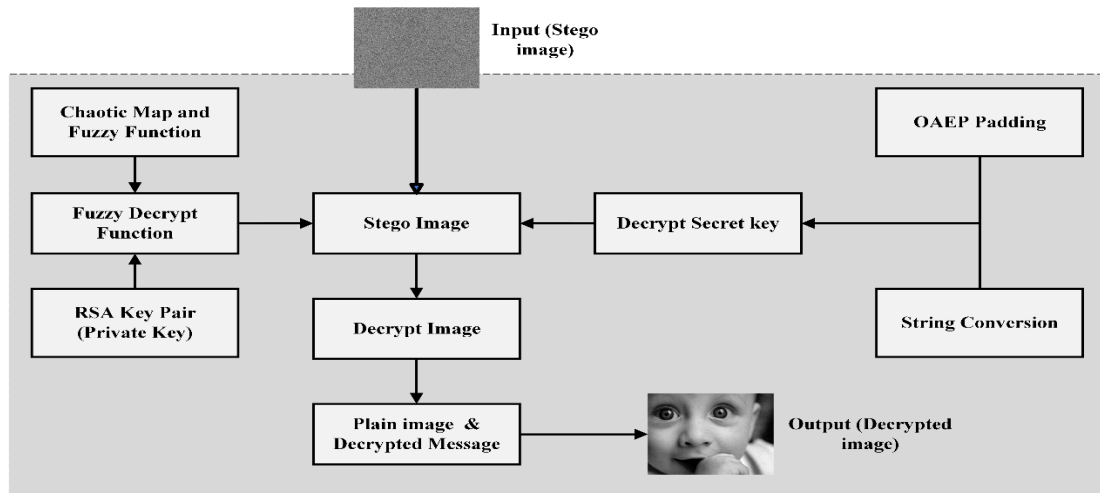 Input (Stego
image)
Chaotic Map and
Fuzzy Function
OAEP Padding
Fuzzy Decrypt
Function
Stego Image
Decrypt Secret key
RSA Key Pair
(Private Key)
Decrypt Image
String Conversion
Plain image &
Decrypted Message
Output (Decrypted
image)